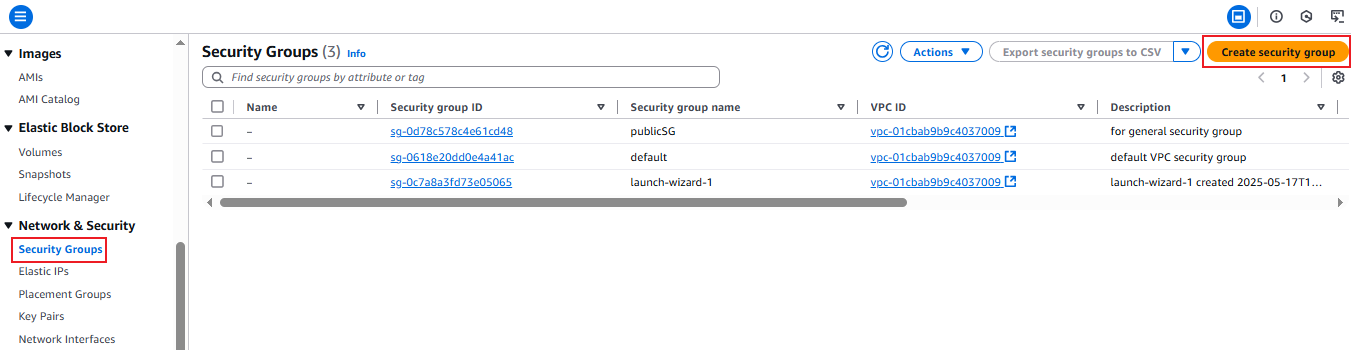 Images
AMIs
AMI Catalog
Elastic Block Store
Volumes
Snapshots
Lifecycle Manager
Network & Security
Security Groups
Elastic IPs
Placement Groups
Key Pairs
Network Interfaces
Security Groups (3) Info
Actions
Export security groups to CSV
Create security group
Find security groups by attribute or tag
1
Name Security group ID Security group name VPC ID Description
– sg-0d78c578c4e61cd48 publicSG vpc-01cbab9b9c4037009 for general security group
– sg-0618e20dd0e4a41ac default vpc-01cbab9b9c4037009 default VPC security group
– sg-0c7a8a3fd73e05065 launch-wizard-1 vpc-01cbab9b9c4037009 launch-wizard-1 created 2025-05-17T1...